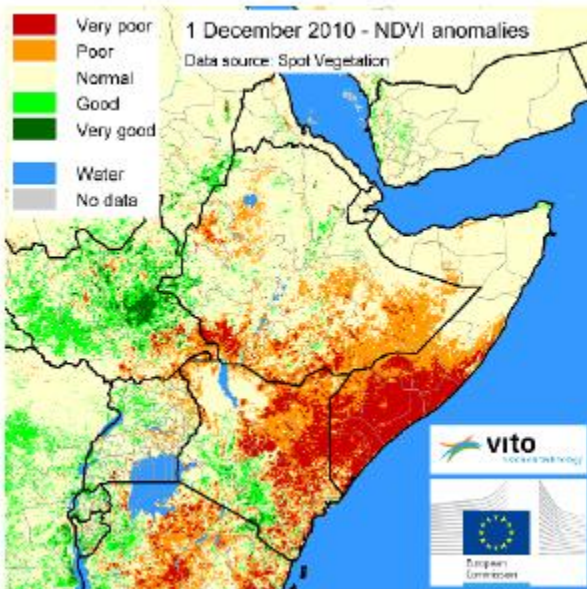 Very poor
Poor
Normal
Good
Very good
Water
No data
1 December 2010 - NDVI anomalies
Data source: Spot Vegetation
vito
European
Commission